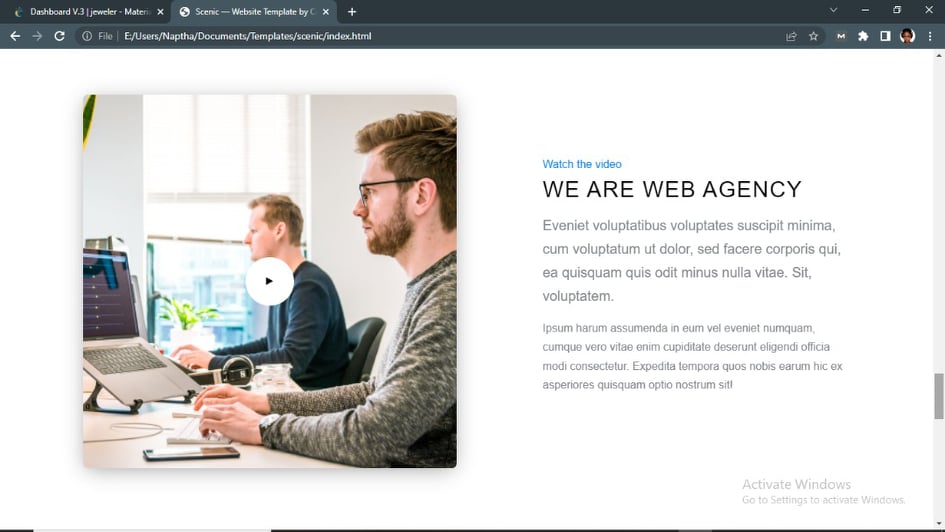 Dashboard V.3 | jeweler - Materia
Scenic — Website Template by C
File
E:/Users/Naptha/Documents/Templates/scenic/index.html
M
Watch the video
WE ARE WEB AGENCY
Eveniet voluptatibus voluptates suscipit minima,
cum voluptatum ut dolor, sed facere corporis qui,
ea quisquam quis odit minus nulla vitae. Sit,
voluptatem.
Ipsum harum assumenda in eum vel eveniet numquam,
cumque vero vitae enim cupiditate deserunt eligendi officia
modi consectetur. Expedita tempora quos nobis earum hic ex
asperiores quisquam optio nostrum sit!
Activate Windows
Go to Settings to activate Windows.